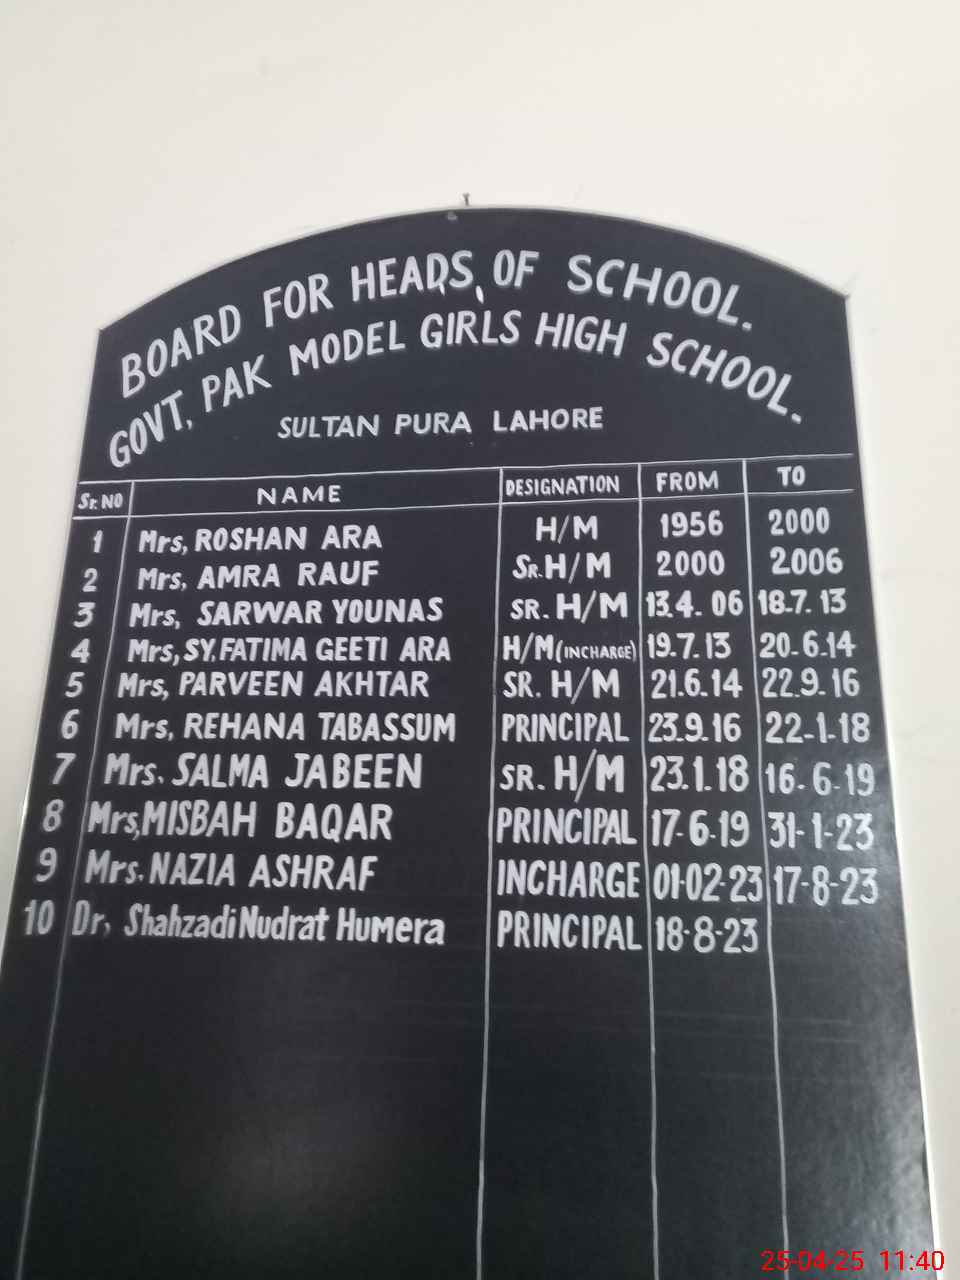 BOARD FOR HEADS OF SCHOOL.
GOVT, PAK MODEL GIRLS HIGH SCHOOL.
SULTAN PURA LAHORE
Sr. NO NAME DESIGNATION FROM TO
1 Mrs, ROSHAN ARA H/M 1956 2000
2 Mrs, AMRA RAUF Sr. H/M 2000 2006
3 Mrs, SARWAR YOUNAS SR. H/M 13.4.06 18.7.13
4 Mrs, SY, FATIMA GEETI ARA H/M (INCHARGE) 19.7.13 20-6-14
5 Mrs, PARVEEN AKHTAR SR. H/M 21.6.14 22.9.16
6 Mrs, REHANA TABASSUM PRINCIPAL 23.9.16 22-1-18
7 Mrs. SALMA JABEEN SR. H/M 23.1.18 16-6-19
8 Mrs, MISBAH BAQAR PRINCIPAL 17-6-19 31-1-23
9 Mrs. NAZIA ASHRAF INCHARGE 01-02-23 17-8-23
10 Dr, Shahzadi Nudrat Humera PRINCIPAL 18-8-23
25-04-25 11:40